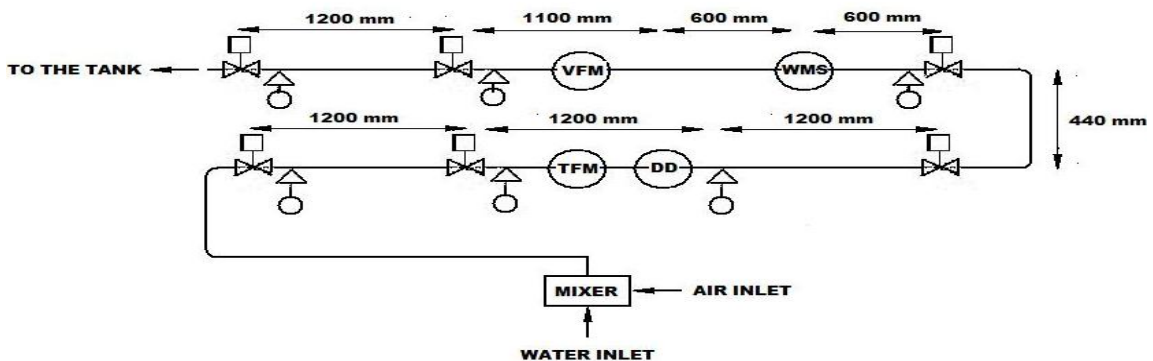 1200 mm
1100 mm
600 mm
600 mm
TO THE TANK
VFM
WMS
1200 mm
1200 mm
1200 mm
440 mm
TFM
DD
MIXER
AIR INLET
WATER INLET